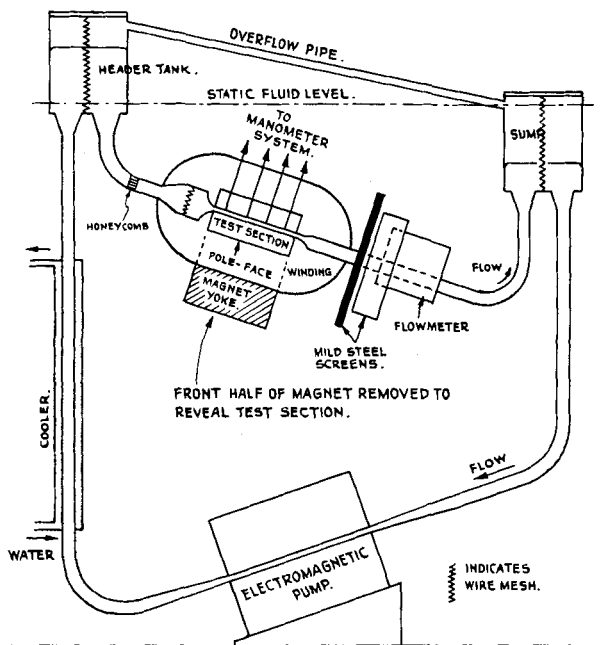 OVERFLOW PIPE.
HEADER TANK.
STATIC FLUID LEVEL.
SUMP
TO
MANOMETER
SYSTEM.
HONEYCOMB
TEST SECTION
POLE-FACE
WINDING
MAGNET
YOKE.
FLOW
FLOWMETER
MILD STEEL
SCREENS.
FRONT HALF OF MAGNET REMOVED TO
REVEAL TEST SECTION.
COOLER.
FLOW
WATER
ELECTROMAGNETIC
PUMP.
INDICATES
WIRE MESH.